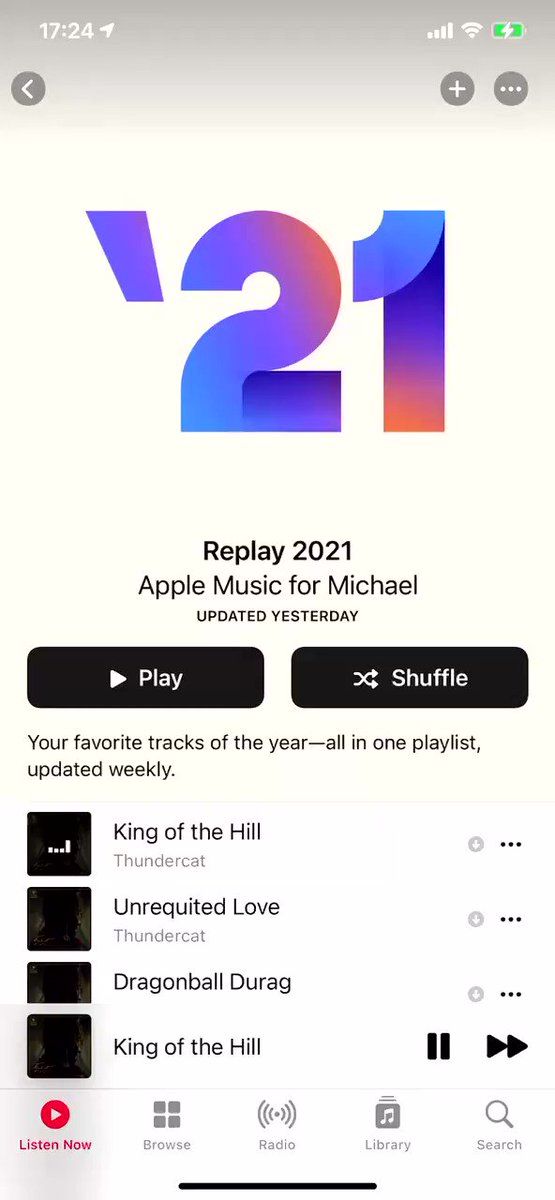 17:24
'21
Replay 2021
Apple Music for Michael
UPDATED YESTERDAY
Play
Shuffle
Your favorite tracks of the year—all in one playlist,
updated weekly.
King of the Hill
Thundercat
Unrequited Love
Thundercat
Dragonball Durag
King of the Hill
Listen Now
Browse
Radio
Library
Search